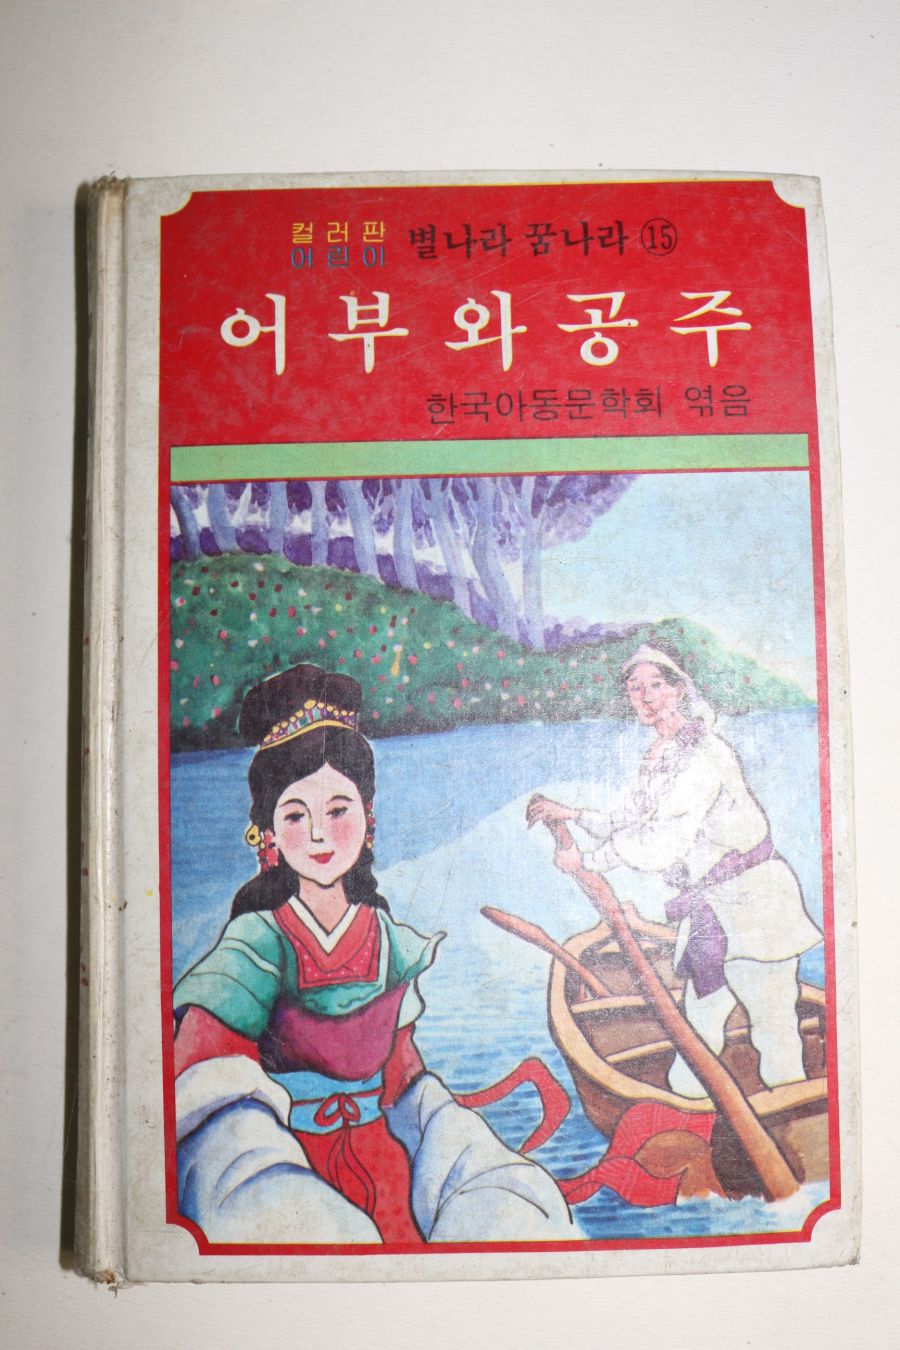 컬러판
어린이
별나라 꿈나라 ⑮
어부와공주
한국아동문학회 엮음